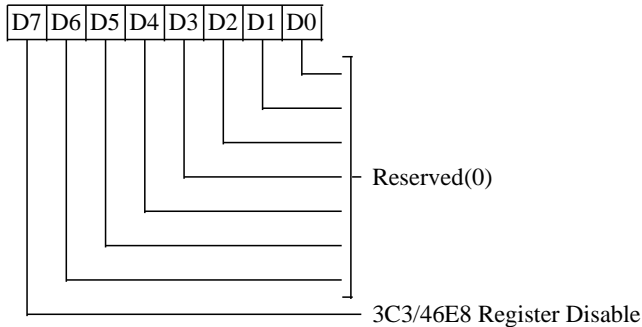 D7 D6 D5 D4 D3 D2 D1 D0
Reserved(0)
3C3/46E8 Register Disable